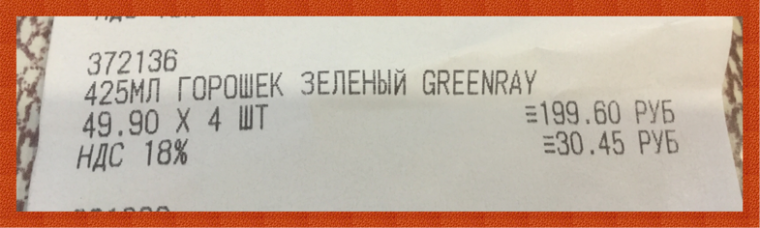 372136
425МЛ ГОРОШЕК ЗЕЛЕНЫЙ GREENRAY
49.90 X 4 ШТ ≡199.60 РУБ
НДС 18% ≡30.45 РУБ